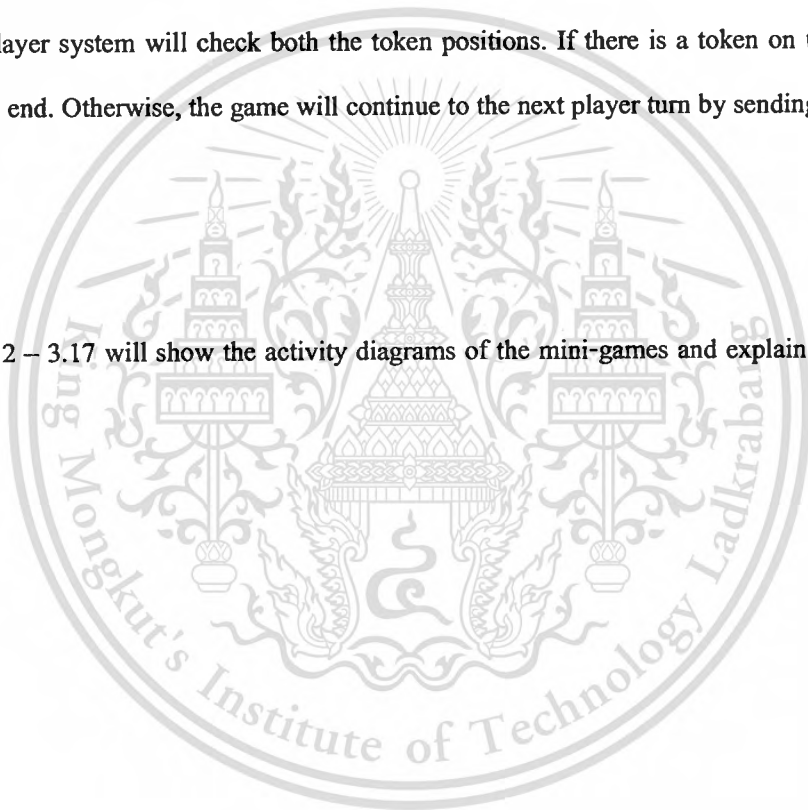 layer system will check both the token positions. If there is a token on
end. Otherwise, the game will continue to the next player turn by sending
2 – 3.17 will show the activity diagrams of the mini-games and explain
King Mongkut's Institute of Technology Ladkrabang